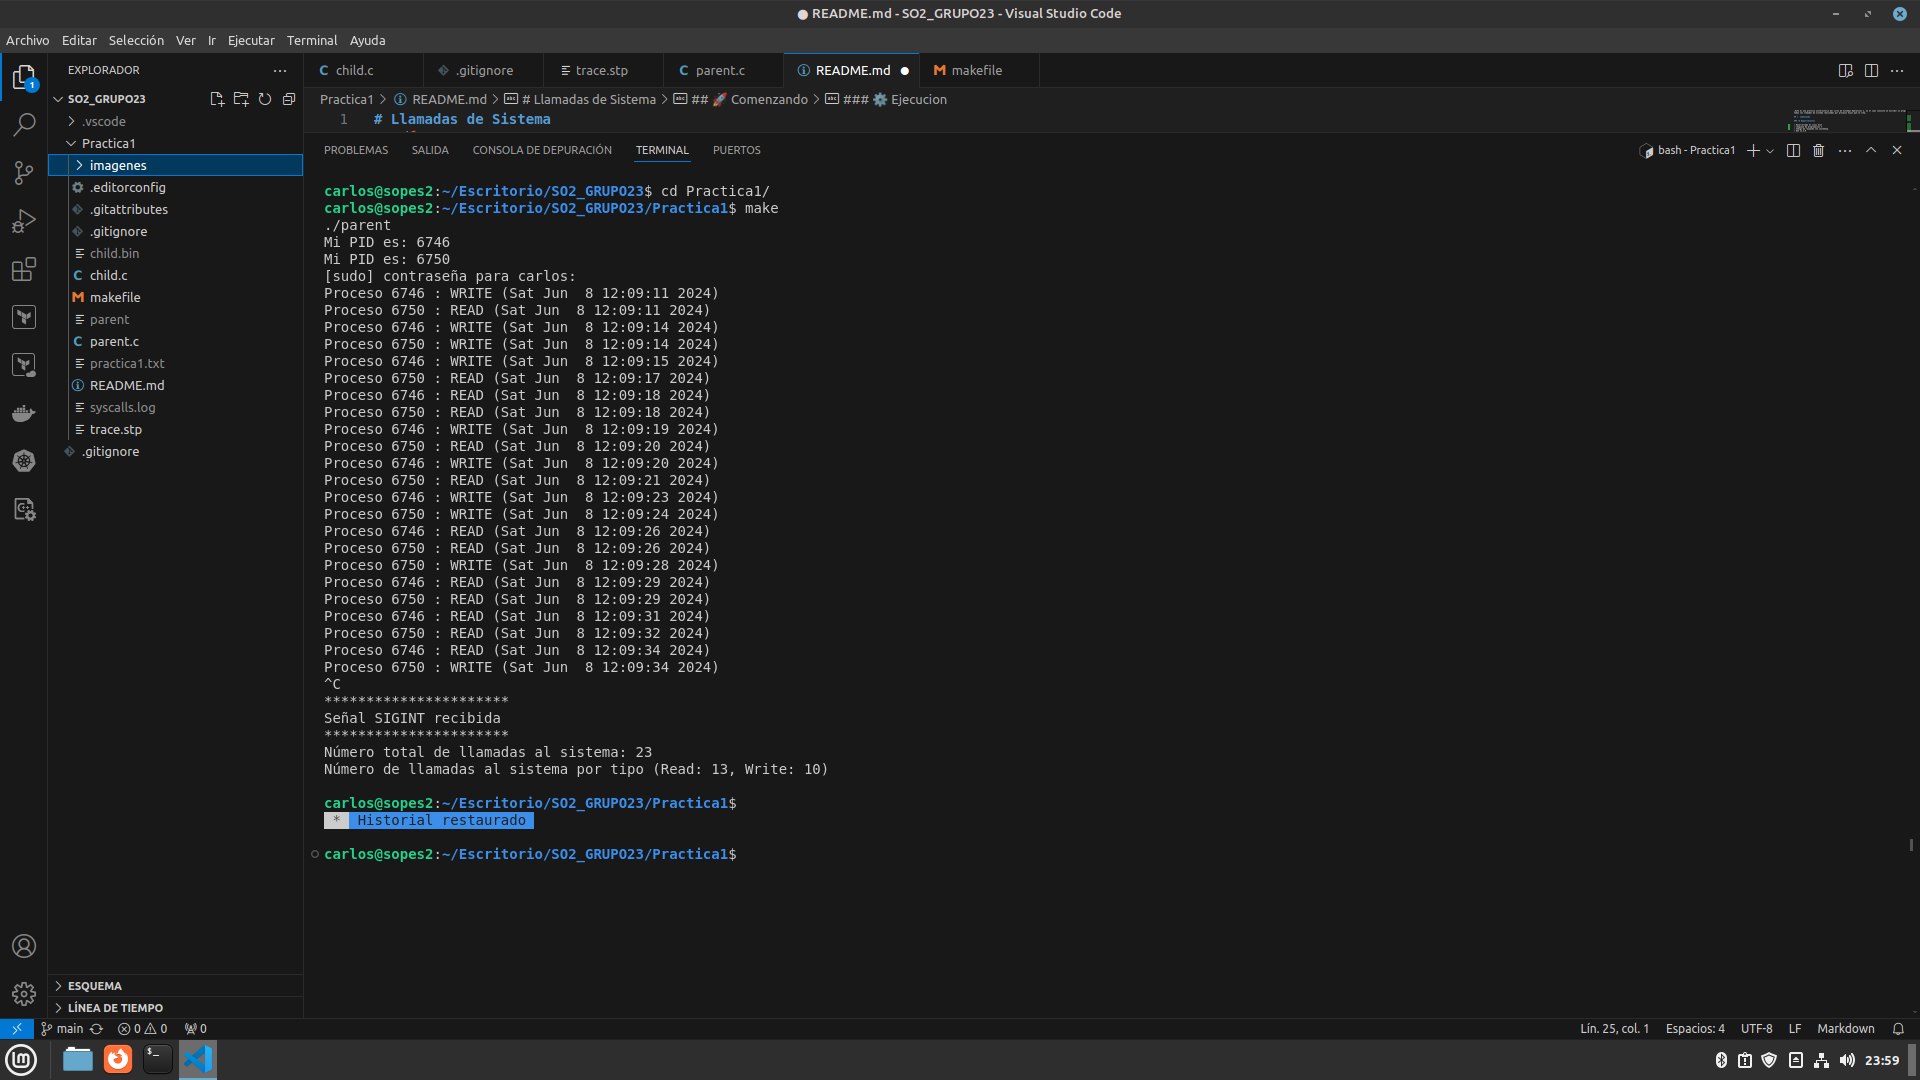 README.md - SO2_GRUPO23 - Visual Studio Code
Archivo Editar Selección Ver Ir Ejecutar Terminal Ayuda
EXPLORADOR
SO2_GRUPO23
.vscode
Practica1
imagenes
.editorconfig
.gitattributes
.gitignore
child.bin
child.c
makefile
parent
parent.c
practica1.txt
README.md
syscalls.log
trace.stp
.gitignore
ESQUEMA
LÍNEA DE TIEMPO
child.c .gitignore trace.stp parent.c README.md makefile
Practica1 > README.md > # Llamadas de Sistema > ## 🚀 Comenzando > ### ⚙️ Ejecucion
1 # Llamadas de Sistema
PROBLEMAS SALIDA CONSOLA DE DEPURACIÓN TERMINAL PUERTOS
bash - Practica1
carlos@sopes2:~/Escritorio/SO2_GRUPO23$ cd Practica1/
carlos@sopes2:~/Escritorio/SO2_GRUPO23/Practica1$ make
./parent
Mi PID es: 6746
Mi PID es: 6750
[sudo] contraseña para carlos:
Proceso 6746 : WRITE (Sat Jun  8 12:09:11 2024)
Proceso 6750 : READ (Sat Jun  8 12:09:11 2024)
Proceso 6746 : WRITE (Sat Jun  8 12:09:14 2024)
Proceso 6750 : WRITE (Sat Jun  8 12:09:14 2024)
Proceso 6746 : WRITE (Sat Jun  8 12:09:15 2024)
Proceso 6750 : READ (Sat Jun  8 12:09:17 2024)
Proceso 6746 : READ (Sat Jun  8 12:09:18 2024)
Proceso 6750 : READ (Sat Jun  8 12:09:18 2024)
Proceso 6746 : WRITE (Sat Jun  8 12:09:19 2024)
Proceso 6750 : READ (Sat Jun  8 12:09:20 2024)
Proceso 6746 : WRITE (Sat Jun  8 12:09:20 2024)
Proceso 6750 : READ (Sat Jun  8 12:09:21 2024)
Proceso 6746 : WRITE (Sat Jun  8 12:09:23 2024)
Proceso 6750 : WRITE (Sat Jun  8 12:09:24 2024)
Proceso 6746 : READ (Sat Jun  8 12:09:26 2024)
Proceso 6750 : READ (Sat Jun  8 12:09:26 2024)
Proceso 6750 : WRITE (Sat Jun  8 12:09:28 2024)
Proceso 6746 : READ (Sat Jun  8 12:09:29 2024)
Proceso 6750 : READ (Sat Jun  8 12:09:29 2024)
Proceso 6746 : READ (Sat Jun  8 12:09:31 2024)
Proceso 6750 : READ (Sat Jun  8 12:09:32 2024)
Proceso 6746 : READ (Sat Jun  8 12:09:34 2024)
Proceso 6750 : WRITE (Sat Jun  8 12:09:34 2024)
^C
**********************
Señal SIGINT recibida
**********************
Número total de llamadas al sistema: 23
Número de llamadas al sistema por tipo (Read: 13, Write: 10)
carlos@sopes2:~/Escritorio/SO2_GRUPO23/Practica1$
* Historial restaurado
carlos@sopes2:~/Escritorio/SO2_GRUPO23/Practica1$
main 0 0 0 Lín. 25, col. 1 Espacios: 4 UTF-8 LF Markdown
23:59